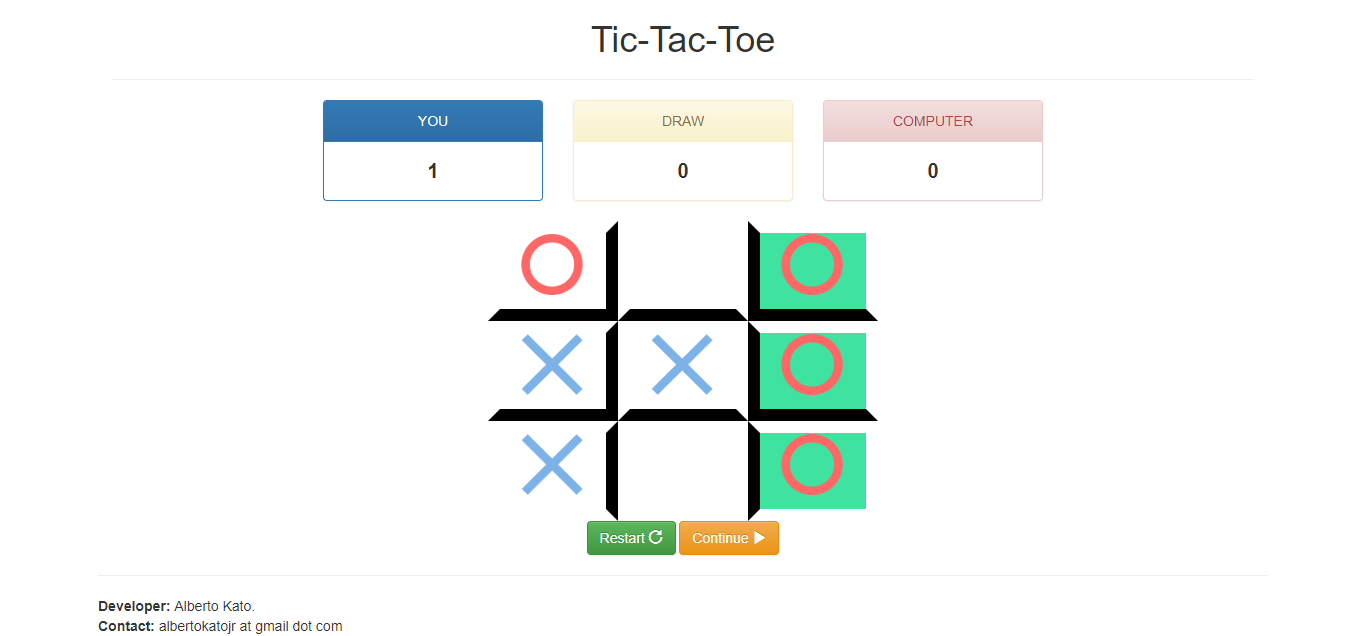 Tic-Tac-Toe
YOU
DRAW
COMPUTER
1
0
0
Restart
Continue
Developer: Alberto Kato.
Contact: albertokatojr at gmail dot com